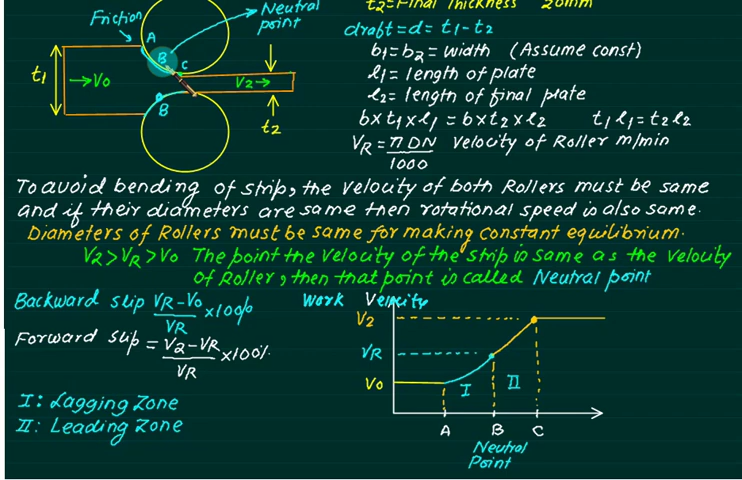 t2=Final Thickness 20mm
Friction
Neutral
point
A
B
C
draft=d= t1-t2
b1=b2=width (Assume const)
t1
→V0
V2→
l1= length of plate
B
t2
l2= length of final plate
b×t1×l1 = b×t2×l2 t1l1=t2l2
VR=ΠDN Velocity of Roller m/min
1000
To avoid bending of strip, the velocity of both Rollers must be same
and if their diameters are same then rotational speed is also same.
Diameters of Rollers must be same for making constant equilibrium.
V2>VR>V0 The point the velocity of the strip is same as the velocity
of Roller, then that point is called Neutral point
Backward slip VR-V0 ×100%
VR
Forward slip = V2-VR ×100%
VR
I: Lagging Zone
II: Leading Zone
Work Velocity
V2
VR
V0
I II
A B C
Neutral
Point